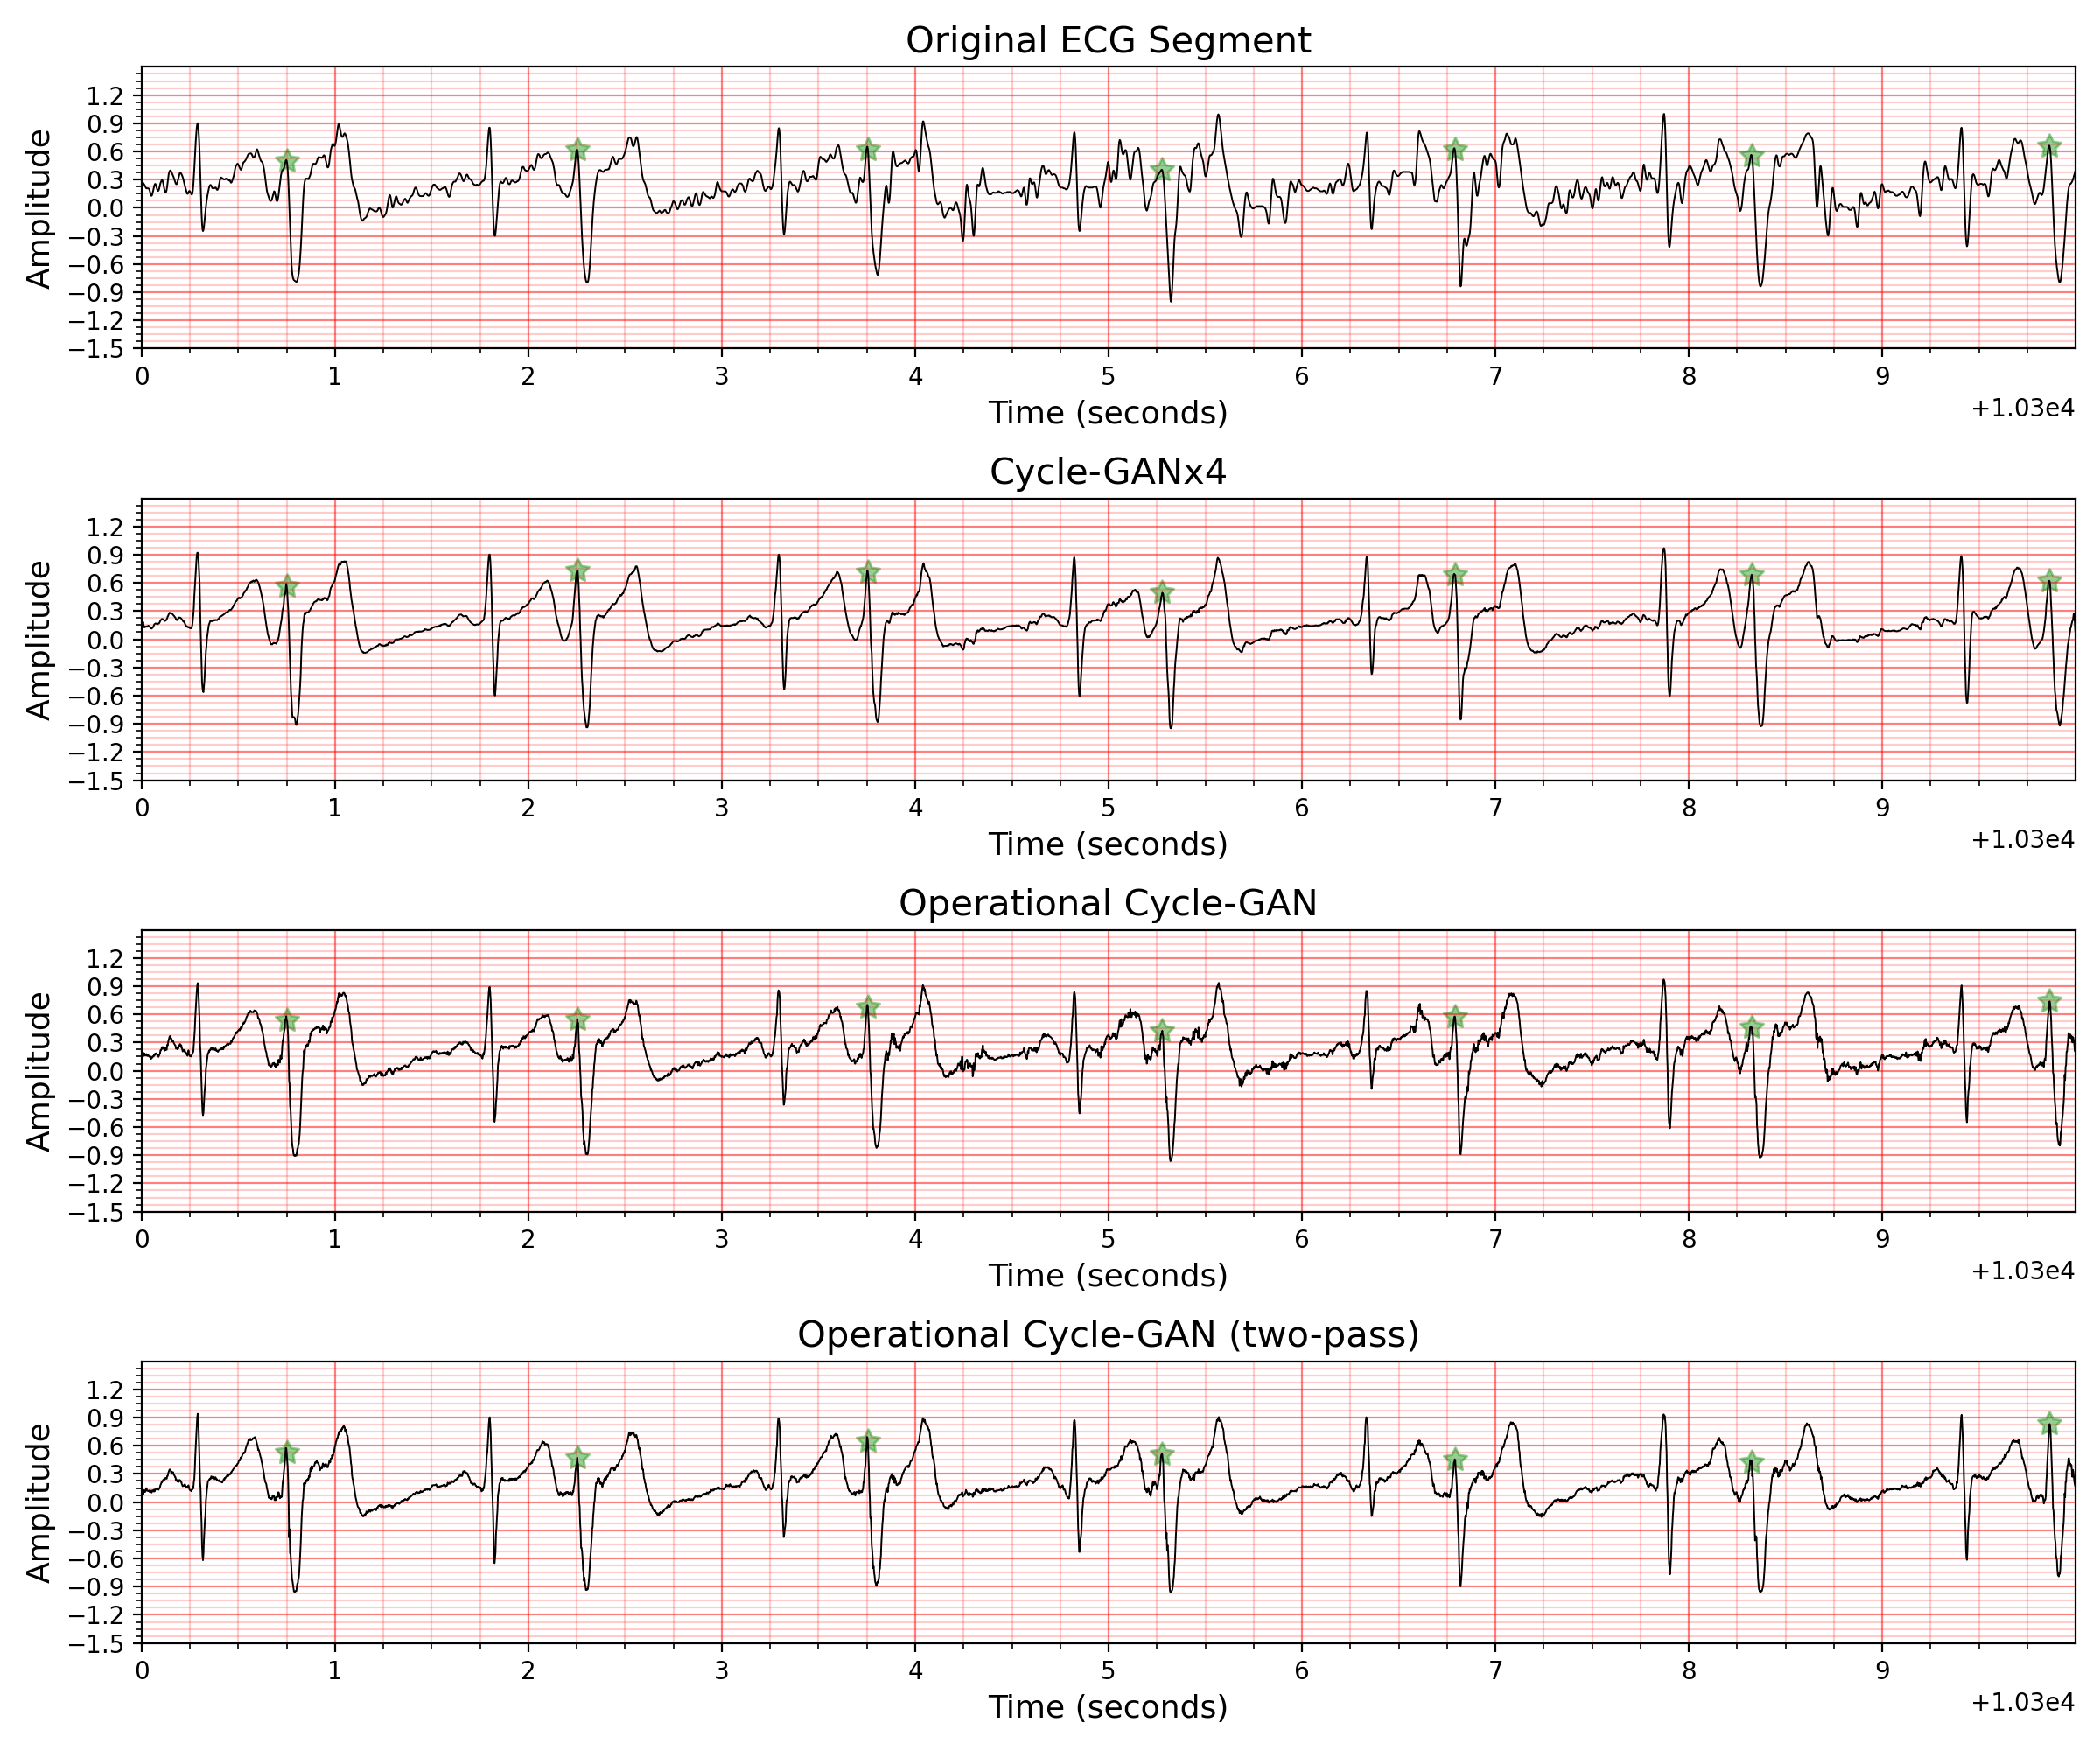 Original ECG Segment
Amplitude
1.2
0.9
0.6
0.3
0.0
−0.3
−0.6
−0.9
−1.2
−1.5
0 1 2 3 4 5 6 7 8 9
Time (seconds)
+1.03e4
Cycle-GANx4
Amplitude
1.2
0.9
0.6
0.3
0.0
−0.3
−0.6
−0.9
−1.2
−1.5
0 1 2 3 4 5 6 7 8 9
Time (seconds)
+1.03e4
Operational Cycle-GAN
Amplitude
1.2
0.9
0.6
0.3
0.0
−0.3
−0.6
−0.9
−1.2
−1.5
0 1 2 3 4 5 6 7 8 9
Time (seconds)
+1.03e4
Operational Cycle-GAN (two-pass)
Amplitude
1.2
0.9
0.6
0.3
0.0
−0.3
−0.6
−0.9
−1.2
−1.5
0 1 2 3 4 5 6 7 8 9
Time (seconds)
+1.03e4